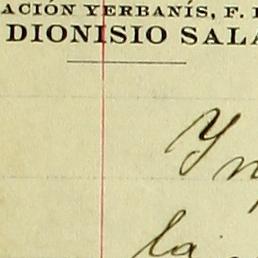 ACIÓN YERBANÍS, F.
DIONISIO SALA
la